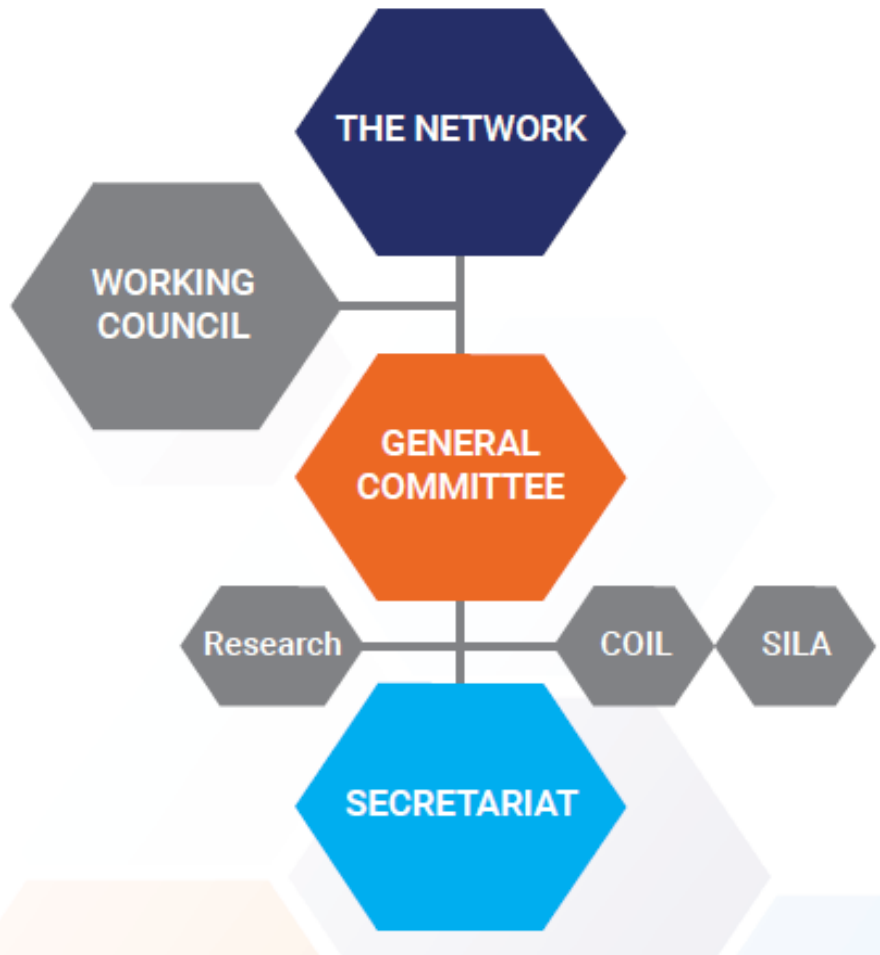 THE NETWORK
WORKING
COUNCIL
GENERAL
COMMITTEE
Research
COIL
SILA
SECRETARIAT